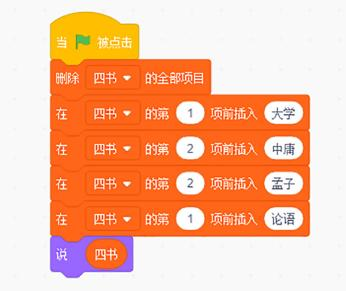 当 被点击
删除 四书 的全部项目
在 四书 的第 1 项前插入 大学
在 四书 的第 2 项前插入 中庸
在 四书 的第 2 项前插入 孟子
在 四书 的第 1 项前插入 论语
说 四书